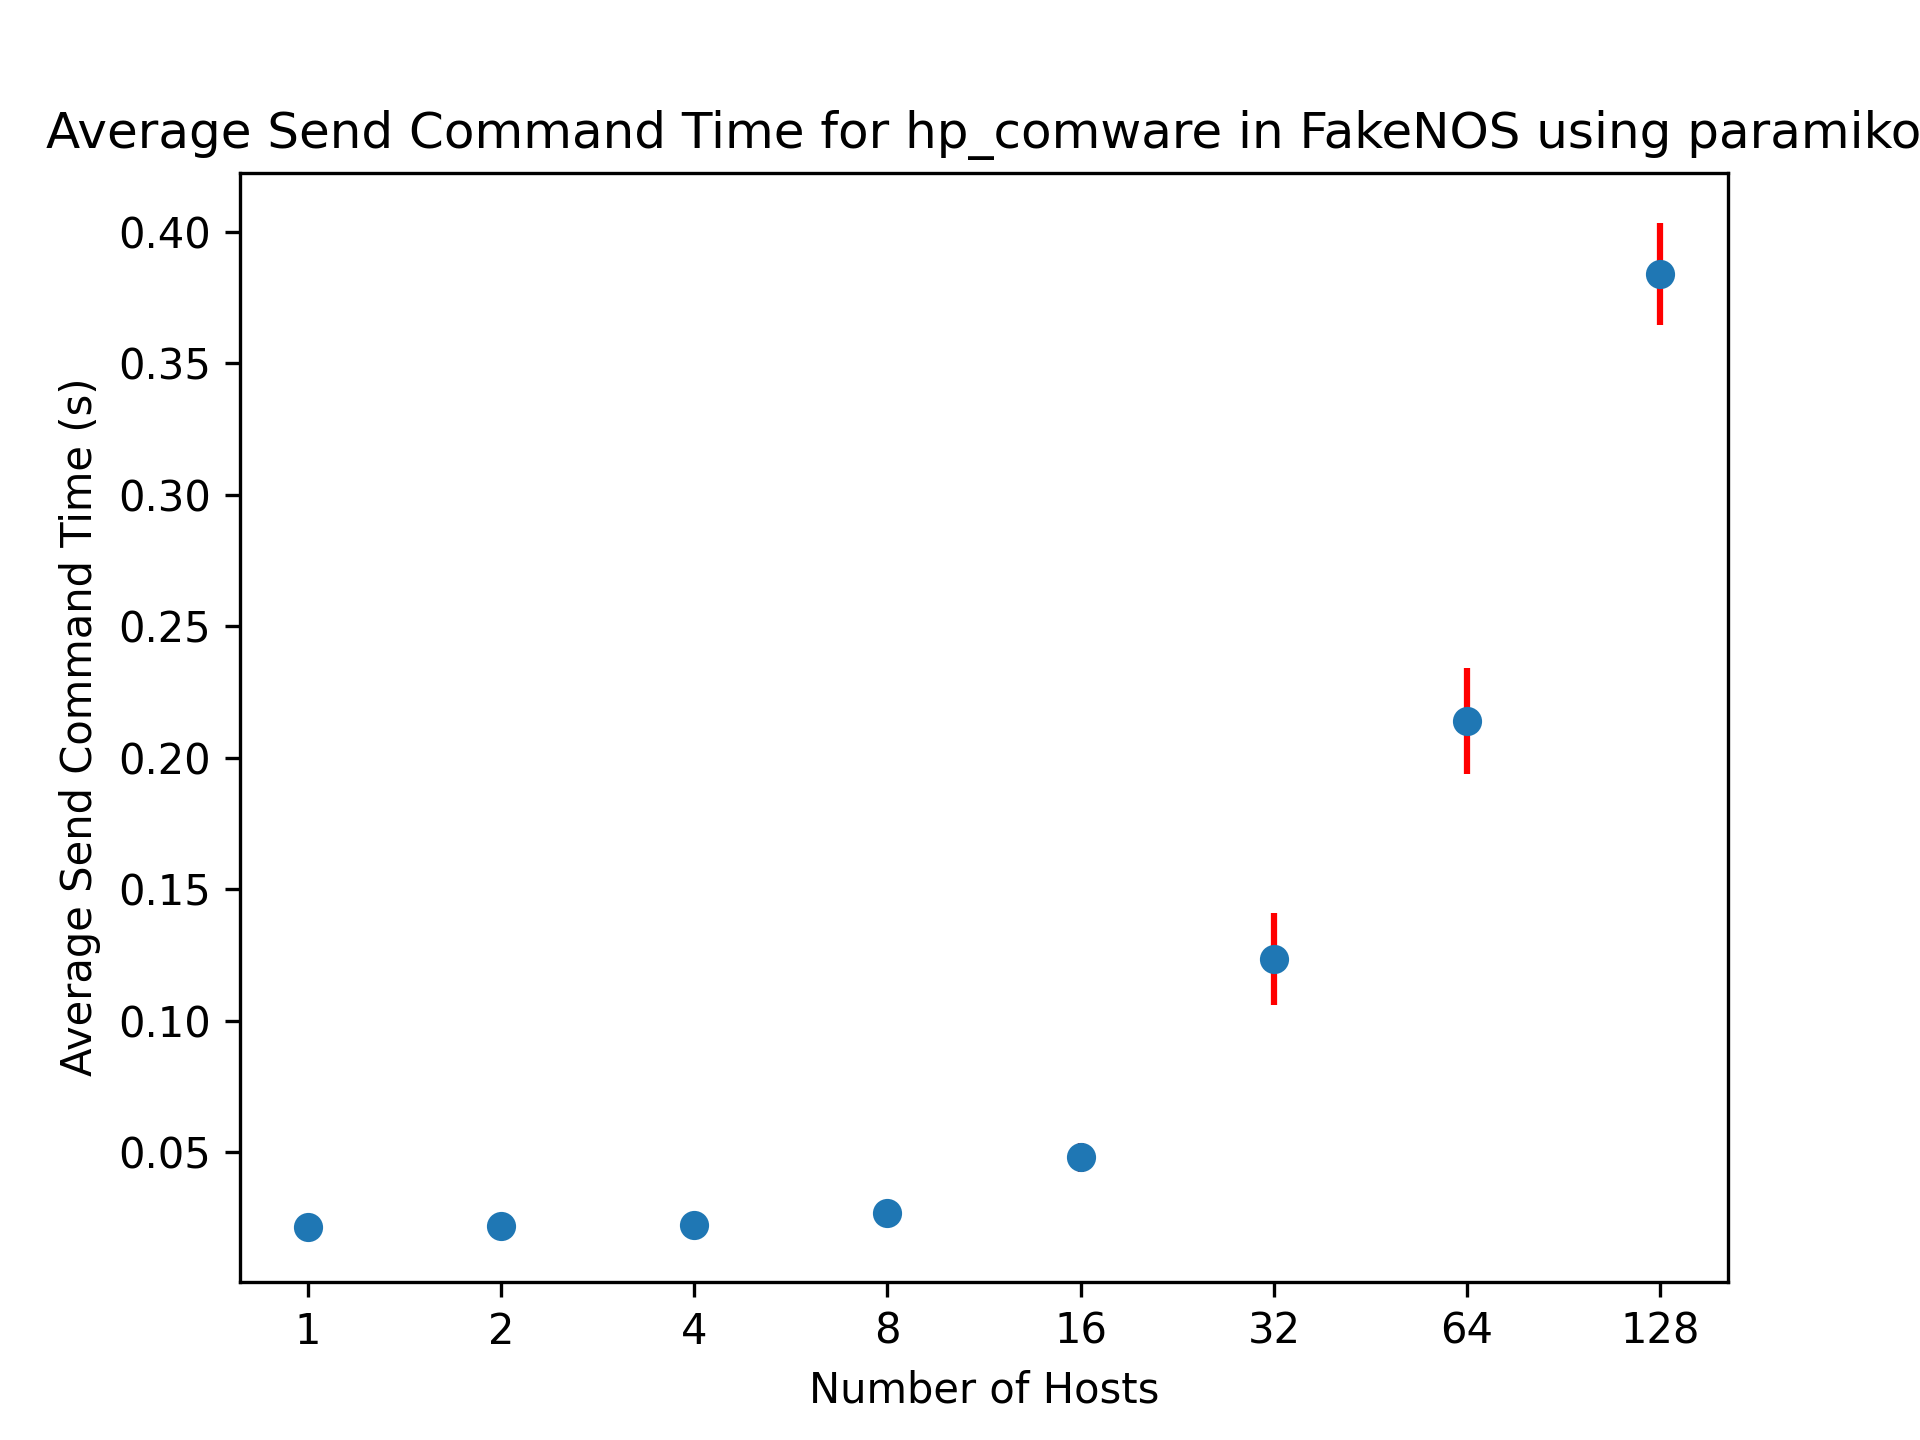 Average Send Command Time for hp_comware in FakeNOS using paramiko
Average Send Command Time (s)
0.40
0.35
0.30
0.25
0.20
0.15
0.10
0.05
1 2 4 8 16 32 64 128
Number of Hosts